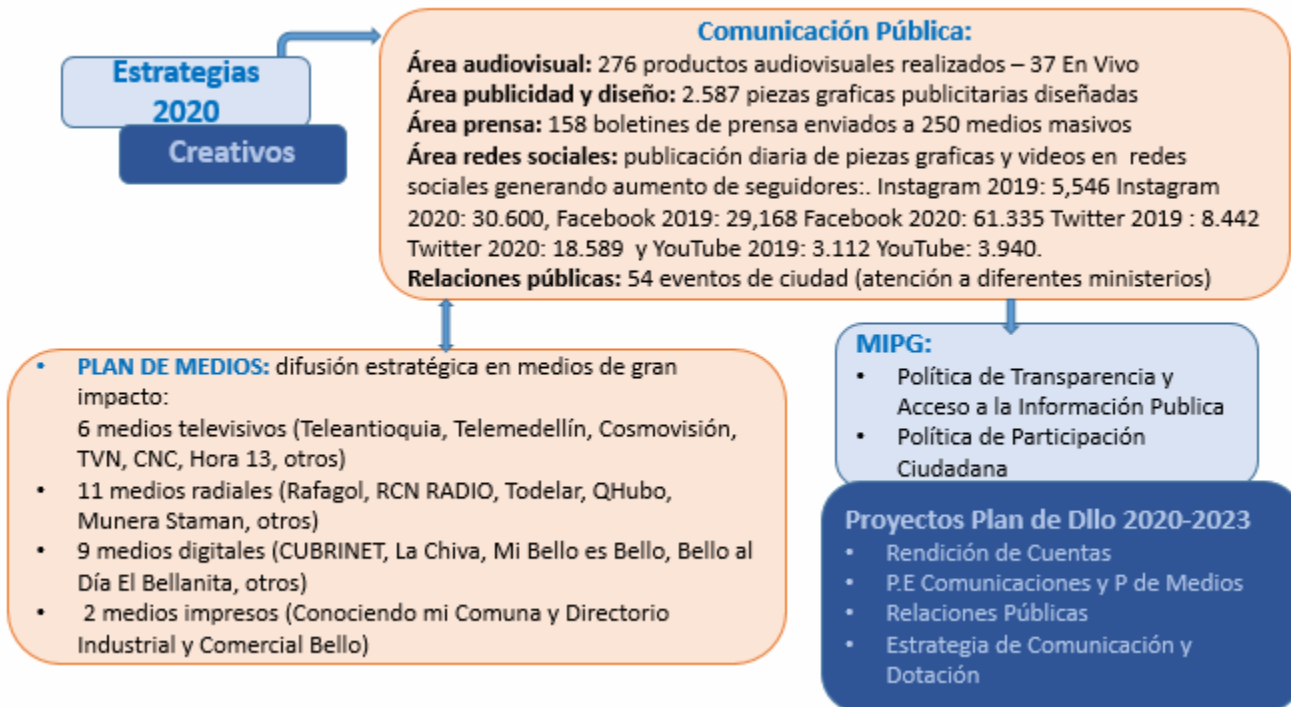 Estrategias
2020
Creativos
Comunicación Pública:
Área audiovisual: 276 productos audiovisuales realizados – 37 En Vivo
Área publicidad y diseño: 2.587 piezas graficas publicitarias diseñadas
Área prensa: 158 boletines de prensa enviados a 250 medios masivos
Área redes sociales: publicación diaria de piezas graficas y videos en redes
sociales generando aumento de seguidores:. Instagram 2019: 5,546 Instagram
2020: 30.600, Facebook 2019: 29,168 Facebook 2020: 61.335 Twitter 2019 : 8.442
Twitter 2020: 18.589 y YouTube 2019: 3.112 YouTube: 3.940.
Relaciones públicas: 54 eventos de ciudad (atención a diferentes ministerios)
• PLAN DE MEDIOS: difusión estratégica en medios de gran
impacto:
6 medios televisivos (Teleantioquia, Telemedellín, Cosmovisión,
TVN, CNC, Hora 13, otros)
• 11 medios radiales (Rafagol, RCN RADIO, Todelar, QHubo,
Munera Staman, otros)
• 9 medios digitales (CUBRINET, La Chiva, Mi Bello es Bello, Bello al
Día El Bellanita, otros)
• 2 medios impresos (Conociendo mi Comuna y Directorio
Industrial y Comercial Bello)
MIPG:
• Política de Transparencia y
Acceso a la Información Publica
• Política de Participación
Ciudadana
Proyectos Plan de Dllo 2020-2023
• Rendición de Cuentas
• P.E Comunicaciones y P de Medios
• Relaciones Públicas
• Estrategia de Comunicación y
Dotación